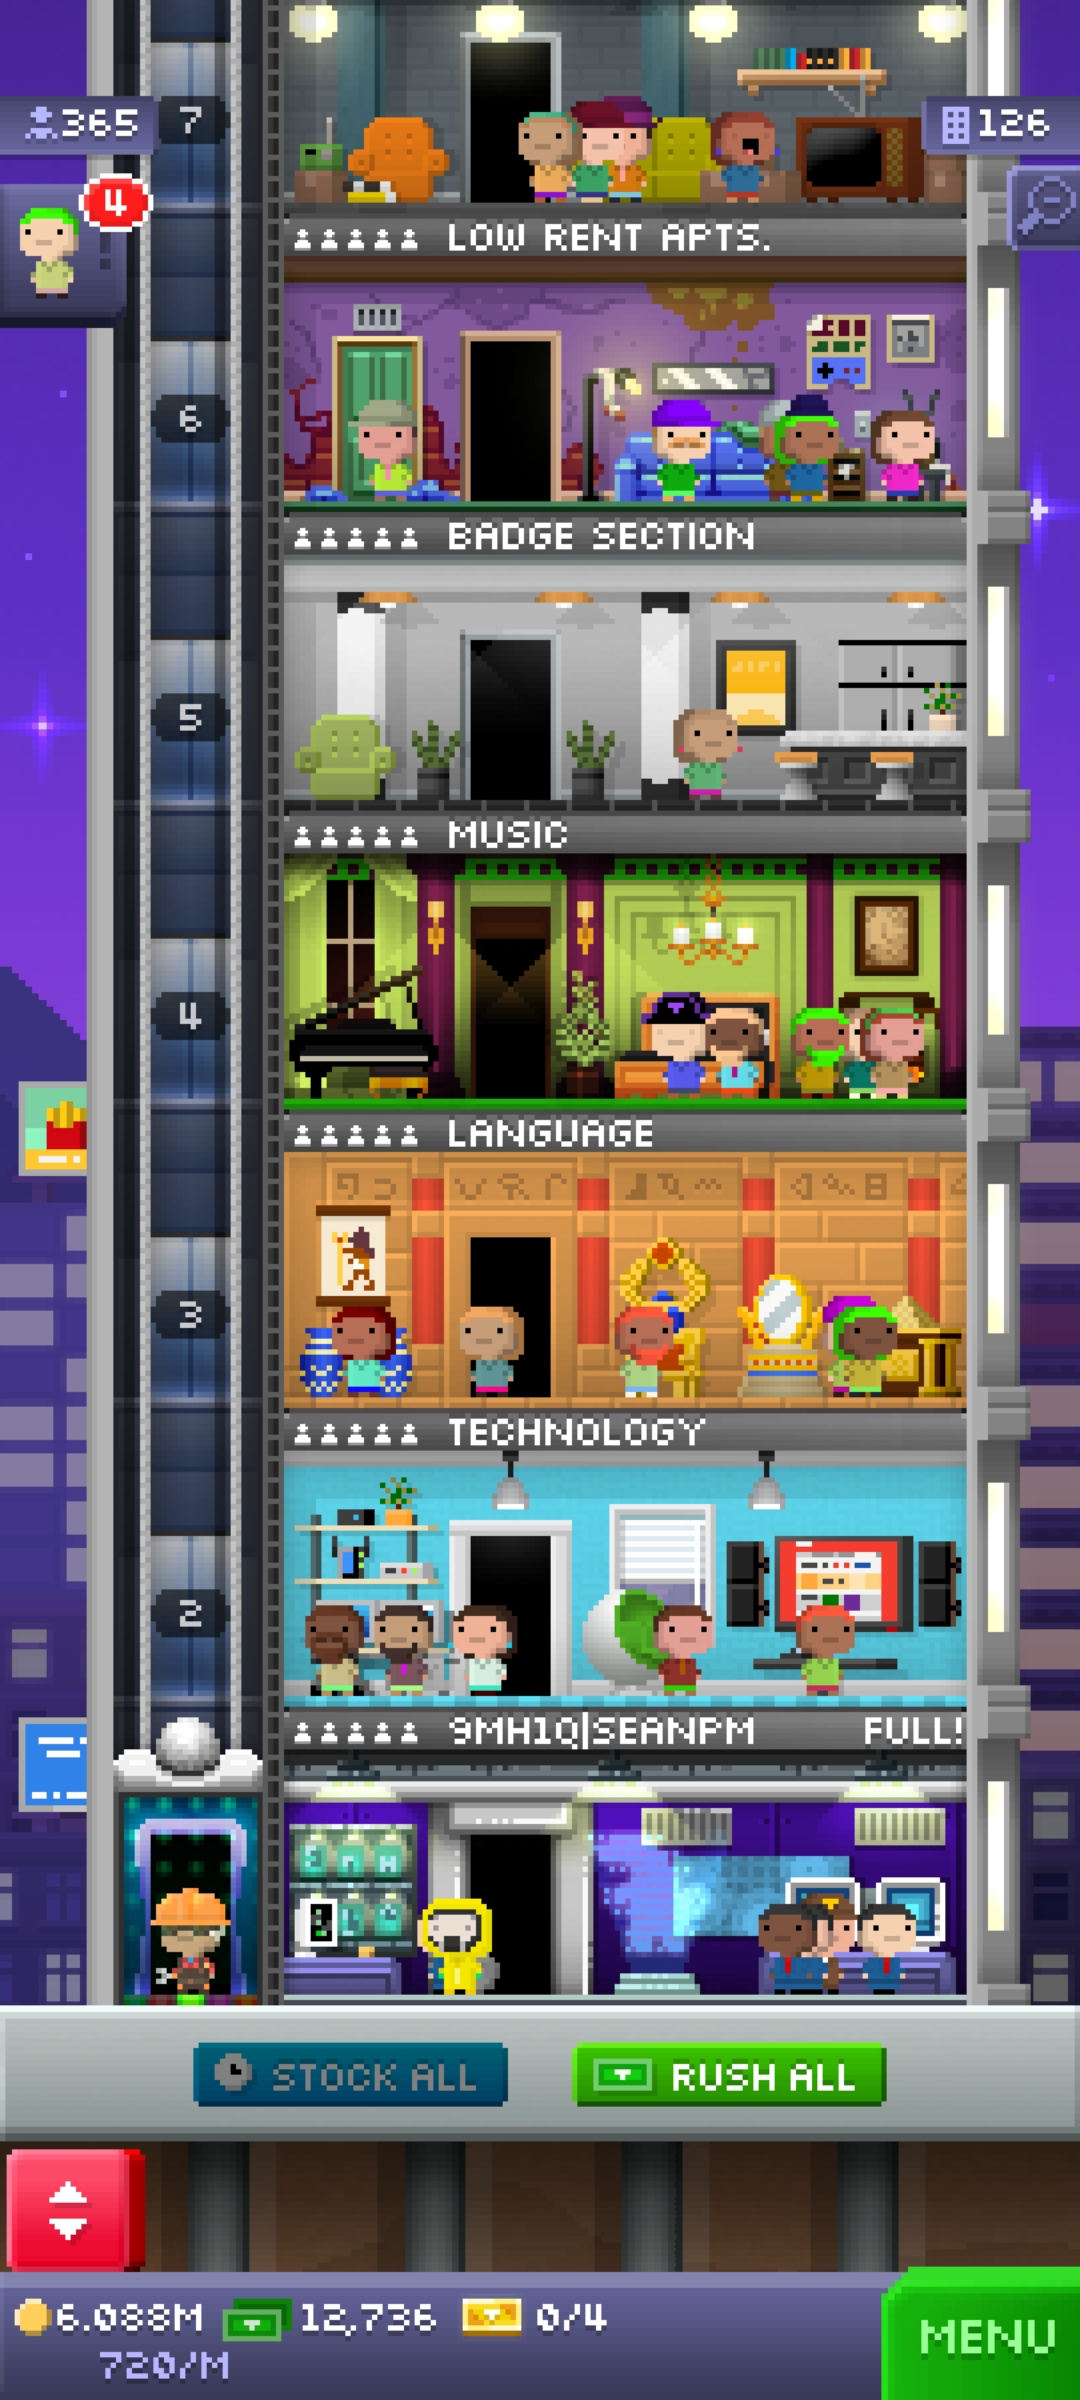 7
365
126
4
LOW RENT APTS.
6
BADGE SECTION
5
MUSIC
4
LANGUAGE
3
TECHNOLOGY
2
9MH1Q|SEANPM FULL!
STOCK ALL
RUSH ALL
6.088M 12,736 0/4
720/M
MENU